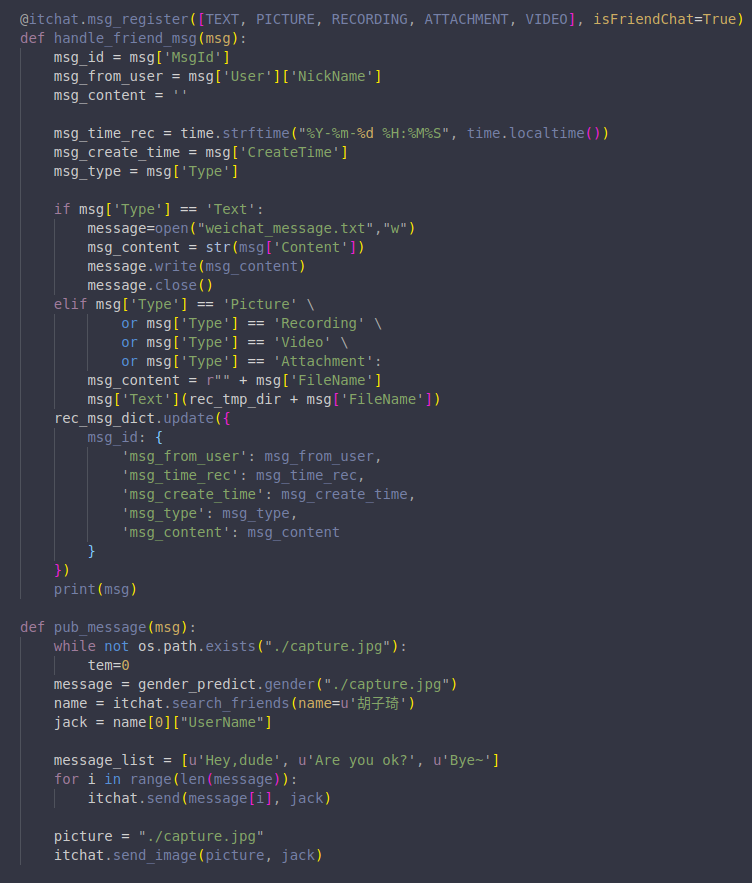 @itchat.msg_register([TEXT, PICTURE, RECORDING, ATTACHMENT, VIDEO], isFriendChat=True)
def handle_friend_msg(msg):
    msg_id = msg['MsgId']
    msg_from_user = msg['User']['NickName']
    msg_content = ''

    msg_time_rec = time.strftime("%Y-%m-%d %H:%M%S", time.localtime())
    msg_create_time = msg['CreateTime']
    msg_type = msg['Type']

    if msg['Type'] == 'Text':
        message=open("weichat_message.txt","w")
        msg_content = str(msg['Content'])
        message.write(msg_content)
        message.close()
    elif msg['Type'] == 'Picture' \
            or msg['Type'] == 'Recording' \
            or msg['Type'] == 'Video' \
            or msg['Type'] == 'Attachment':
        msg_content = r"" + msg['FileName']
        msg['Text'](rec_tmp_dir + msg['FileName'])
    rec_msg_dict.update({
        msg_id: {
            'msg_from_user': msg_from_user,
            'msg_time_rec': msg_time_rec,
            'msg_create_time': msg_create_time,
            'msg_type': msg_type,
            'msg_content': msg_content
        }
    })
    print(msg)

def pub_message(msg):
    while not os.path.exists("./capture.jpg"):
        tem=0
    message = gender_predict.gender("./capture.jpg")
    name = itchat.search_friends(name=u'胡子琦')
    jack = name[0]["UserName"]

    message_list = [u'Hey,dude', u'Are you ok?', u'Bye~']
    for i in range(len(message)):
        itchat.send(message[i], jack)

    picture = "./capture.jpg"
    itchat.send_image(picture, jack)